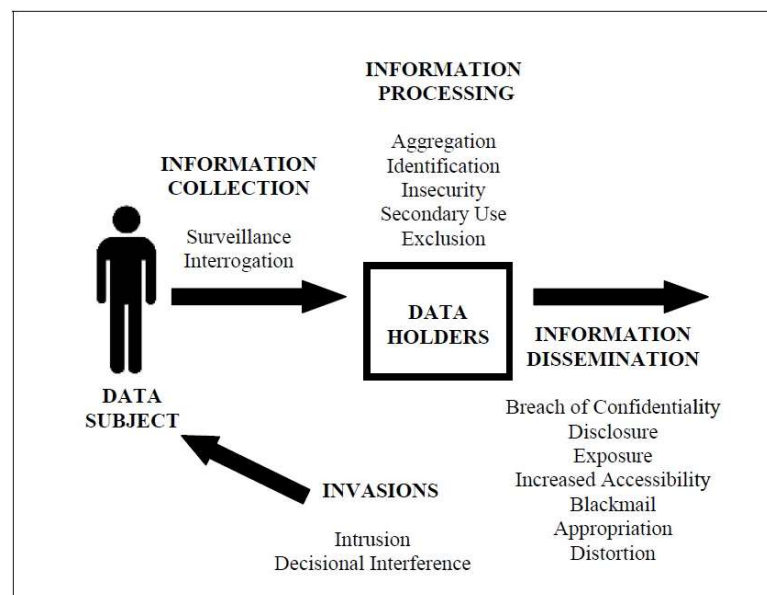 INFORMATION
PROCESSING
Aggregation
Identification
Insecurity
Secondary Use
Exclusion
INFORMATION
COLLECTION
Surveillance
Interrogation
DATA
HOLDERS
DATA
SUBJECT
INFORMATION
DISSEMINATION
Breach of Confidentiality
Disclosure
Exposure
Increased Accessibility
Blackmail
Appropriation
Distortion
INVASIONS
Intrusion
Decisional Interference